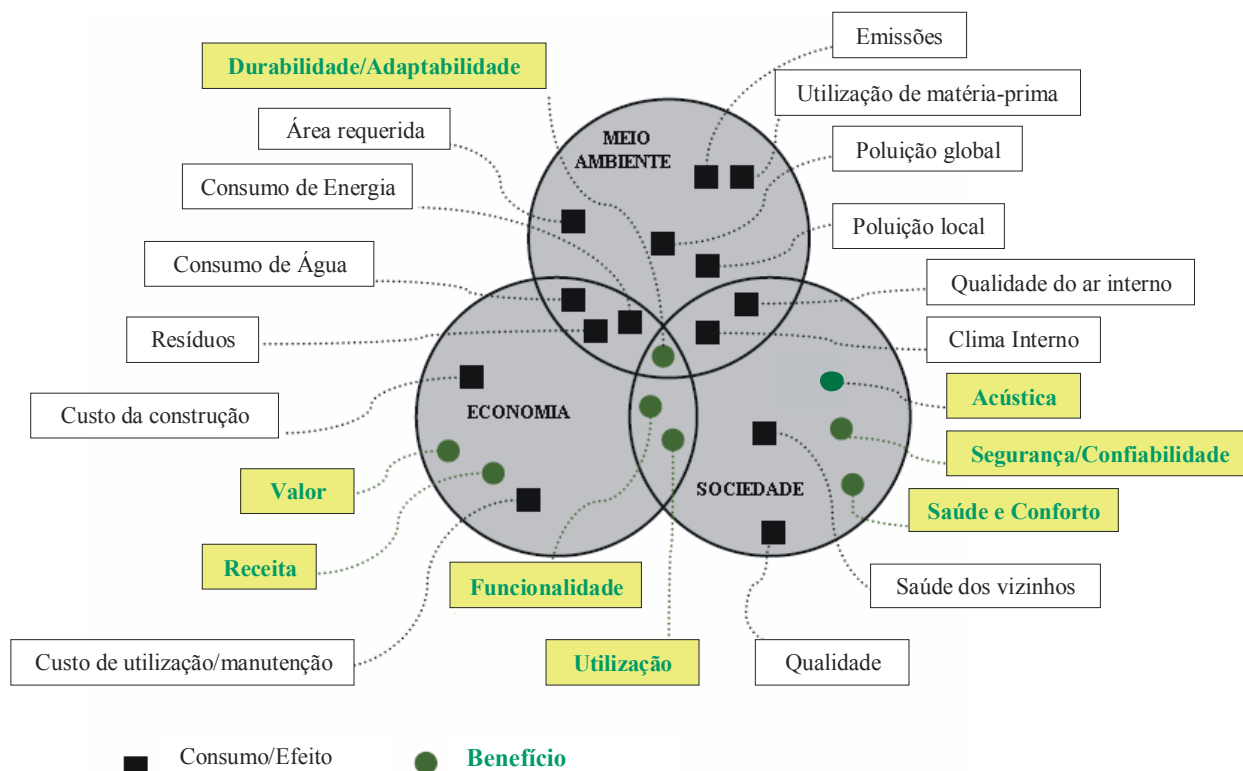 Emissões
Durabilidade/Adaptabilidade
Utilização de matéria-prima
Área requerida
MEIO
AMBIENTE
Poluição global
Consumo de Energia
Poluição local
Consumo de Água
Qualidade do ar interno
Resíduos
Clima Interno
Acústica
Custo da construção
ECONOMIA
Segurança/Confiabilidade
Valor
SOCIEDADE
Saúde e Conforto
Receita
Funcionalidade
Saúde dos vizinhos
Custo de utilização/manutenção
Utilização
Qualidade
Consumo/Efeito
Benefício